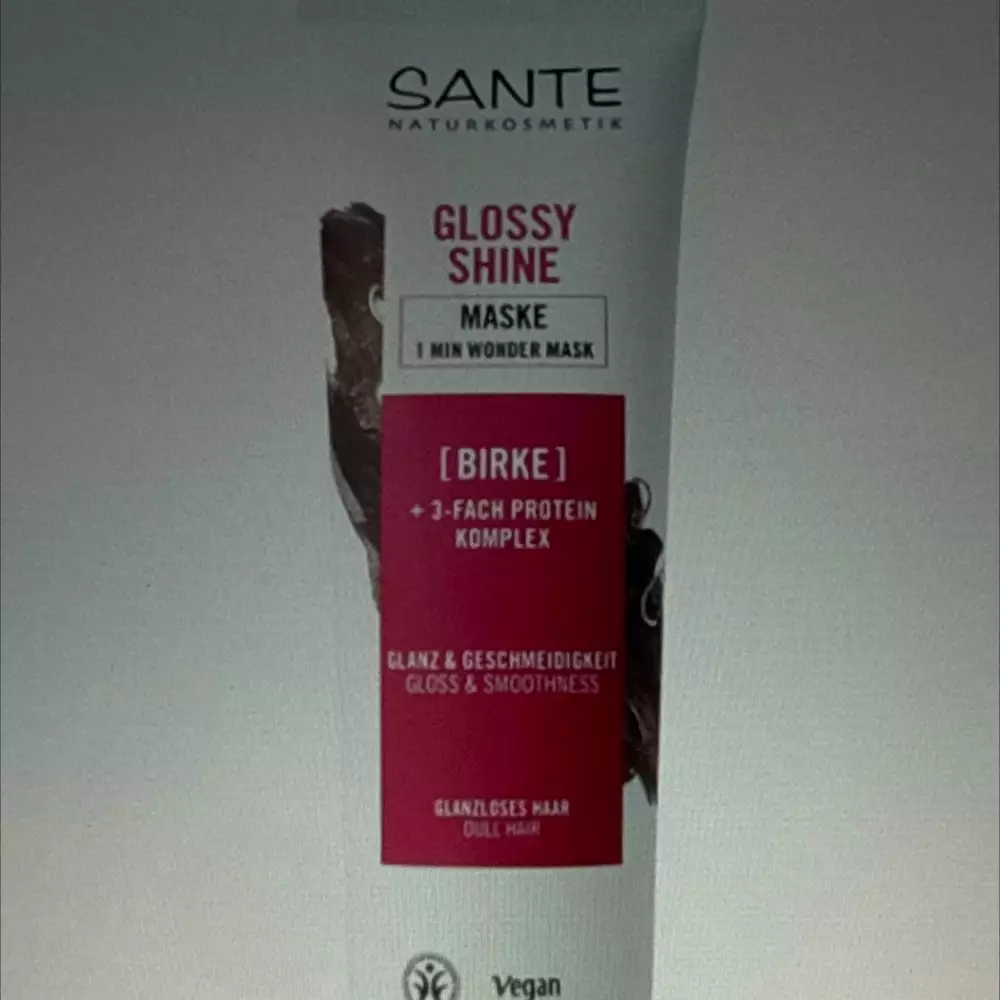 SANTE
NATURKOSMETIK
GLOSSY
SHINE
MASKE
1 MIN WONDER MASK
[BIRKE]
+ 3-FACH PROTEIN
KOMPLEX
GLANZ & GESCHMEIDIGKEIT
GLOSS & SMOOTHNESS
GLANZLOSES HAAR
DULL HAIR
Vegan